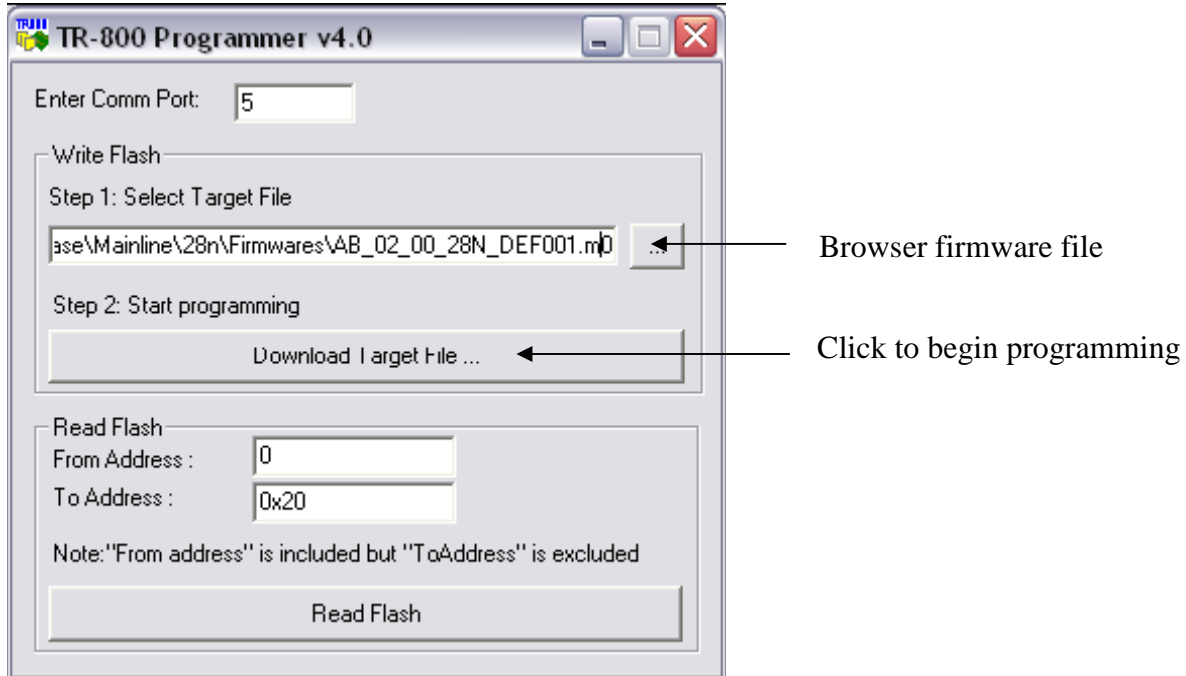 TR-800 Programmer v4.0
Enter Comm Port: 5
Write Flash
Step 1: Select Target File
ase\Mainline\28n\Firmwares\AB_02_00_28N_DEF001.m0 ...
Browser firmware file
Step 2: Start programming
Download Target File ...
Click to begin programming
Read Flash
From Address : 0
To Address : 0x20
Note:"From address" is included but "ToAddress" is excluded
Read Flash